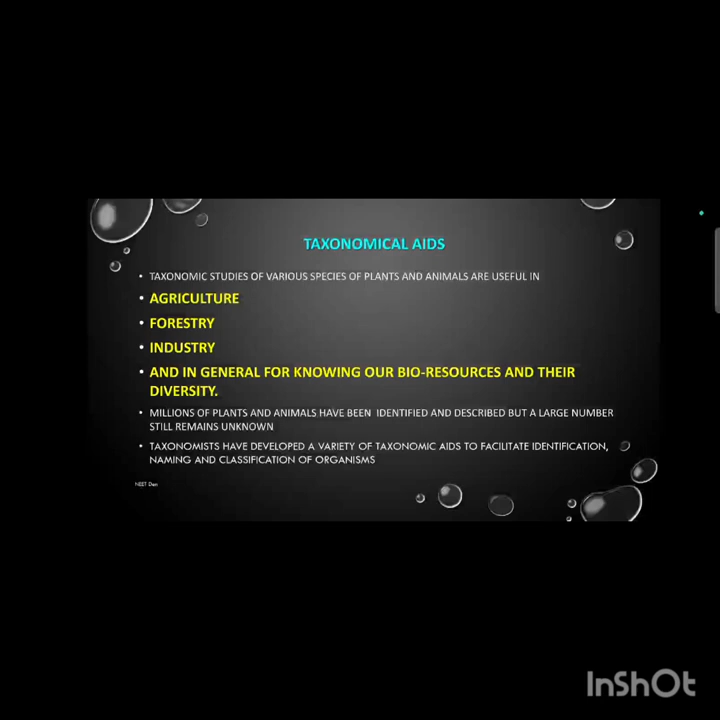 TAXONOMICAL AIDS
• TAXONOMIC STUDIES OF VARIOUS SPECIES OF PLANTS AND ANIMALS ARE USEFUL IN
• AGRICULTURE
• FORESTRY
• INDUSTRY
• AND IN GENERAL FOR KNOWING OUR BIO-RESOURCES AND THEIR
DIVERSITY.
• MILLIONS OF PLANTS AND ANIMALS HAVE BEEN IDENTIFIED AND DESCRIBED BUT A LARGE NUMBER
STILL REMAINS UNKNOWN
• TAXONOMISTS HAVE DEVELOPED A VARIETY OF TAXONOMIC AIDS TO FACILITATE IDENTIFICATION,
NAMING AND CLASSIFICATION OF ORGANISMS
NEET Den
InShOt